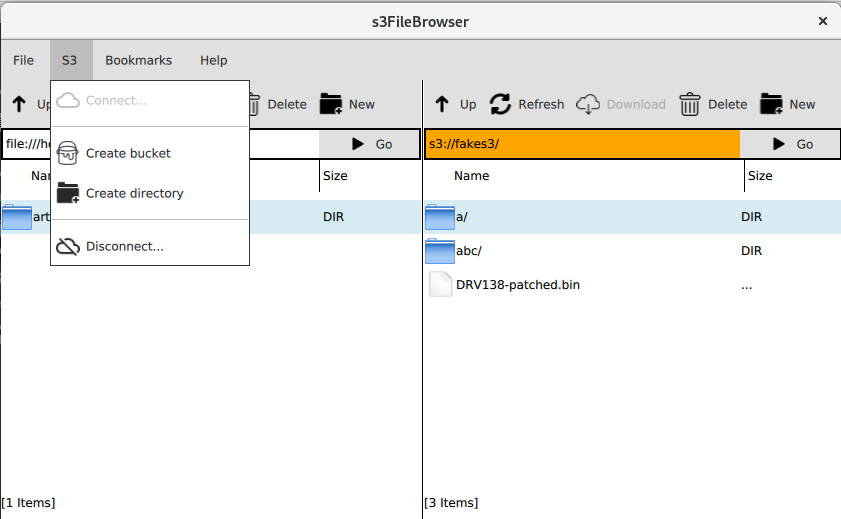 s3FileBrowser
File S3 Bookmarks Help
Connect...
Create bucket
Create directory
Disconnect...
Up Delete New
file:///h Go
Size
art DIR
[1 Items]
Up Refresh Download Delete New
s3://fakes3/ Go
Name Size
a/ DIR
abc/ DIR
DRV138-patched.bin ...
[3 Items]